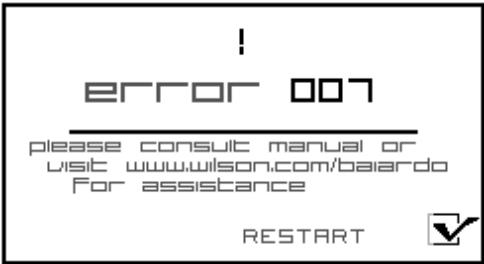 !
error 007
please consult manual or
visit www.wilson.com/baiardo
For assistance
RESTART